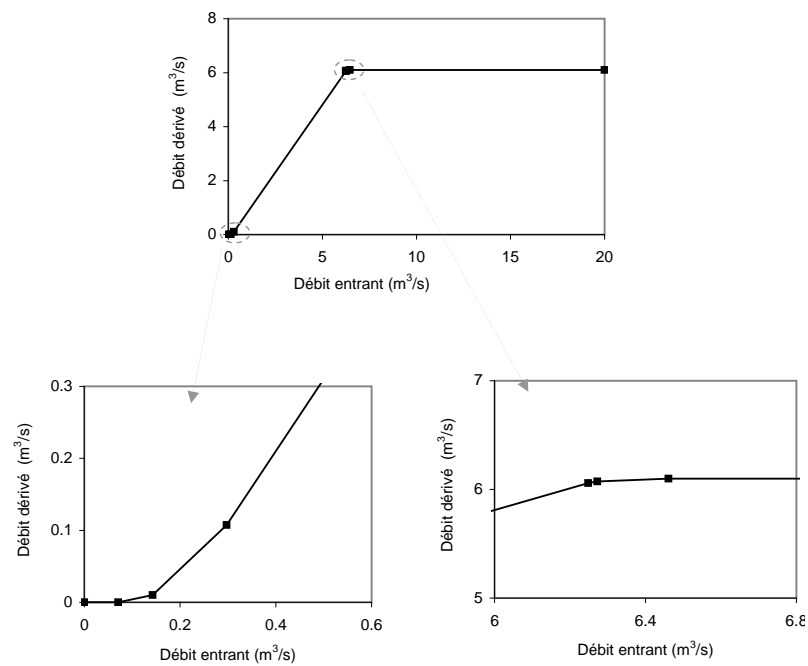 8
6
4
2
0
0 5 10 15 20
Débit dérivé (m³/s)
Débit entrant (m³/s)
0.3
0.2
0.1
0
0 0.2 0.4 0.6
Débit dérivé (m³/s)
Débit entrant (m³/s)
7
6
5
6 6.4 6.8
Débit dérivé (m³/s)
Débit entrant (m³/s)